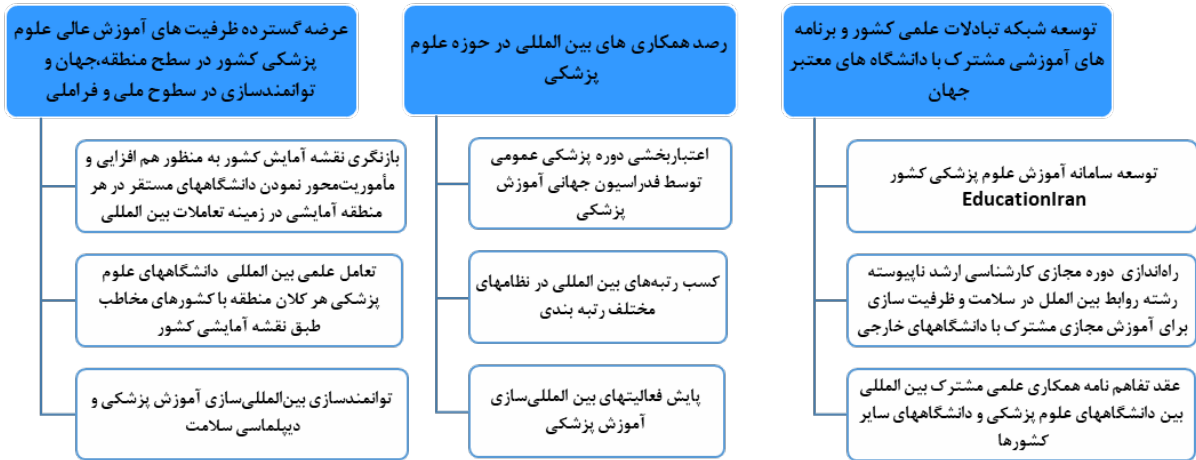 توسعه شبکه تبادلات علمی کشور و برنامه
های آموزشی مشترک با دانشگاه های معتبر
جهان
توسعه سامانه آموزش علوم پزشکی کشور
EducationIran
راه‌اندازی دوره مجازی کارشناسی ارشد ناپیوسته
رشته روابط بین الملل در سلامت و ظرفیت سازی
برای آموزش مجازی مشترک با دانشگاههای خارجی
عقد تفاهم نامه همکاری علمی مشترک بین المللی
بین دانشگاههای علوم پزشکی و دانشگاههای سایر
کشورها
رصد همکاری های بین المللی در حوزه علوم
پزشکی
اعتباربخشی دوره پزشکی عمومی
توسط فدراسیون جهانی آموزش
پزشکی
کسب رتبه‌های بین المللی در نظامهای
مختلف رتبه بندی
پایش فعالیتهای بین المللی‌سازی
آموزش پزشکی
عرضه گسترده ظرفیت های آموزش عالی علوم
پزشکی کشور در سطح منطقه،جهان و
توانمندسازی در سطوح ملی و فراملی
بازنگری نقشه آمایش کشور به منظور هم افزایی و
مأموریت‌محور نمودن دانشگاههای مستقر در هر
منطقه آمایشی در زمینه تعاملات بین المللی
تعامل علمی بین المللی دانشگاههای علوم
پزشکی هر کلان منطقه با کشورهای مخاطب
طبق نقشه آمایشی کشور
توانمندسازی بین‌المللی‌سازی آموزش پزشکی و
دیپلماسی سلامت